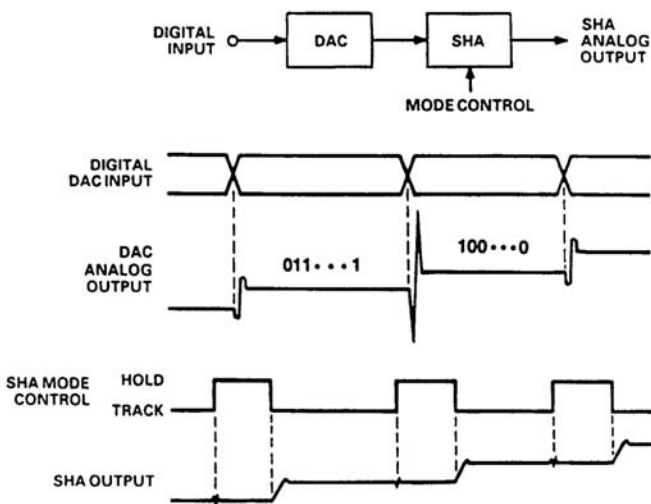 DIGITAL
INPUT
DAC
SHA
SHA
ANALOG
OUTPUT
MODE CONTROL
DIGITAL
DAC INPUT
DAC
ANALOG
OUTPUT
011•••1
100•••0
SHA MODE
CONTROL
HOLD
TRACK
SHA OUTPUT